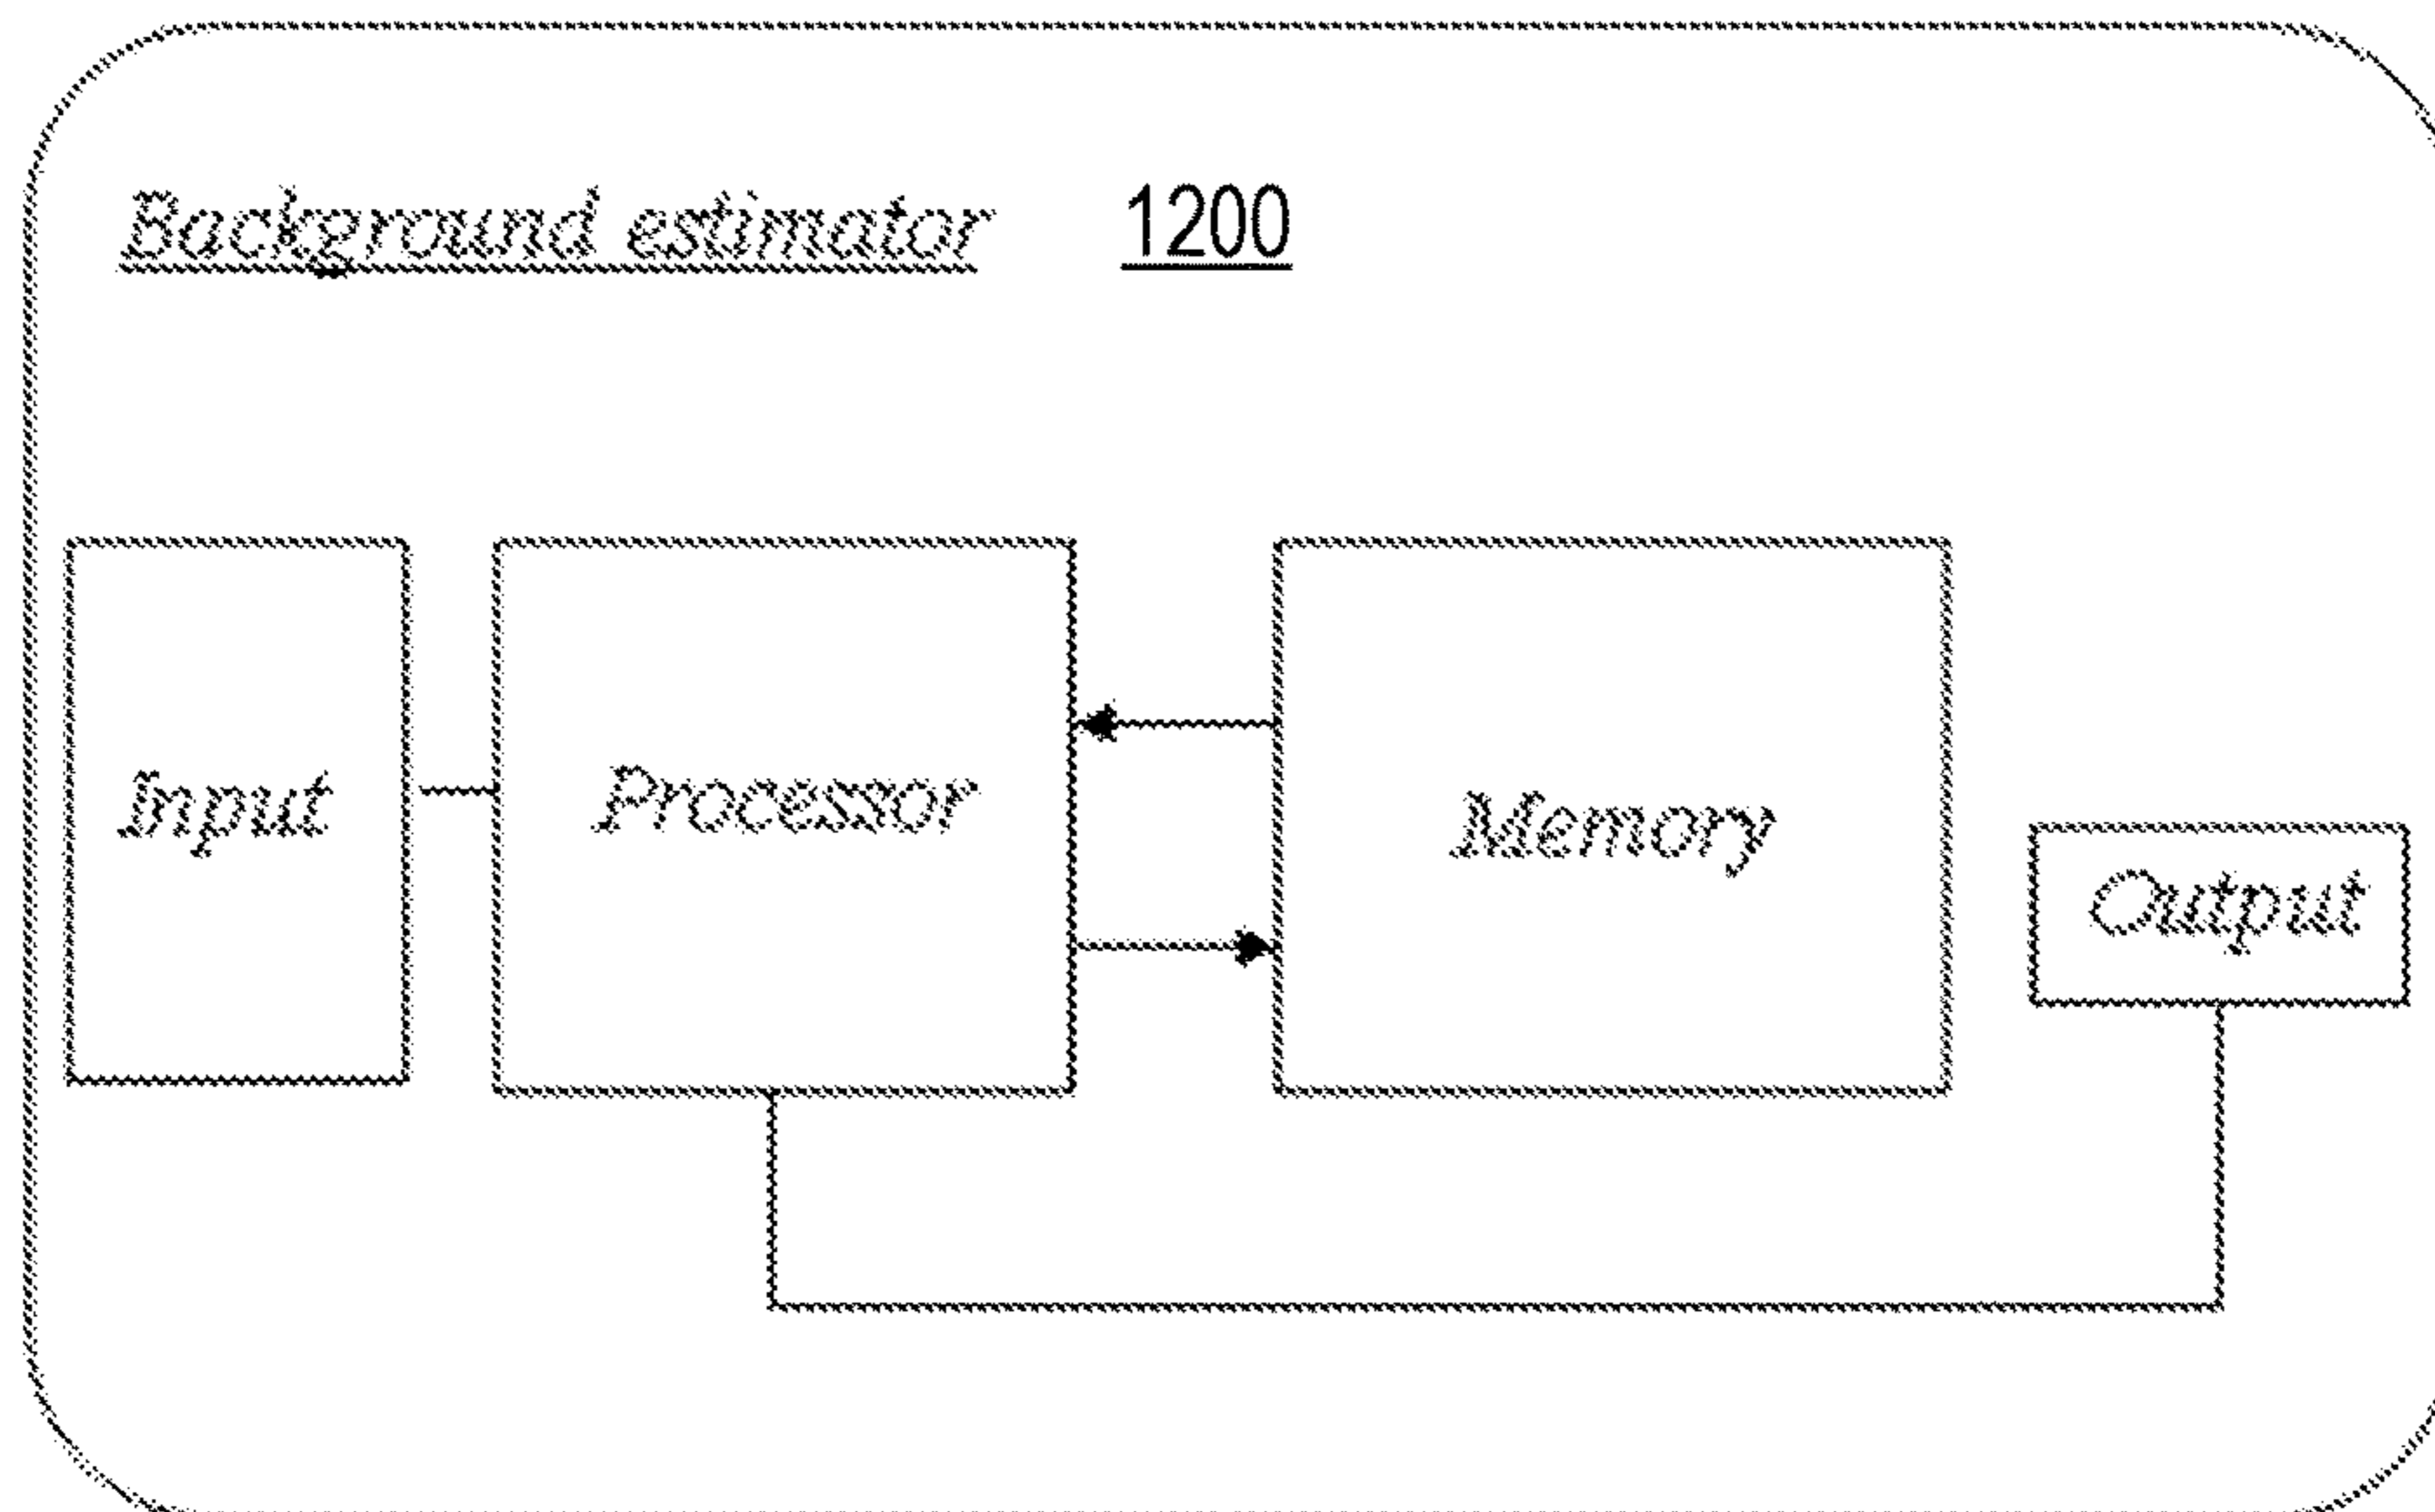 Background estimator 1200
Input
Processor
Memory
Output